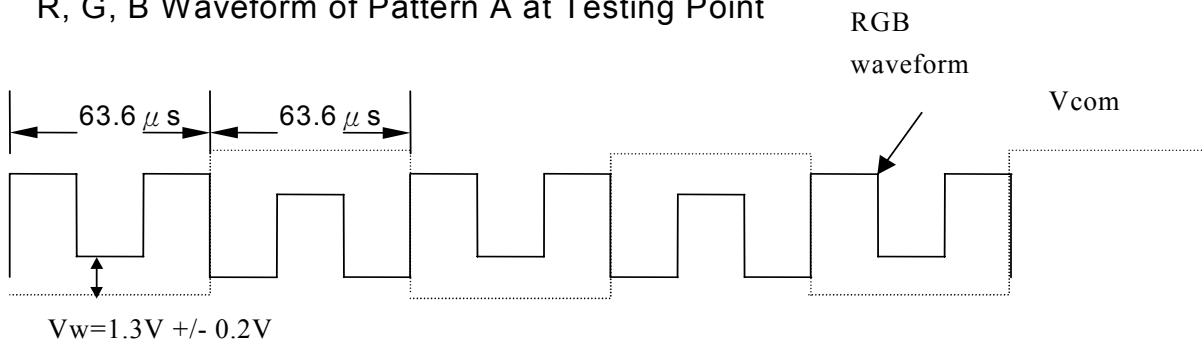 R, G, B Waveform of Pattern A at Testing Point
RGB
waveform
Vcom
63.6 μ s
63.6 μ s
Vw=1.3V +/- 0.2V